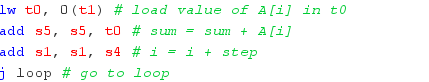 lw t0, 0(t1) # load value of A[i] in t0
add s5, s5, t0 # sum = sum + A[i]
add s1, s1, s4 # i = i + step
j loop # go to loop